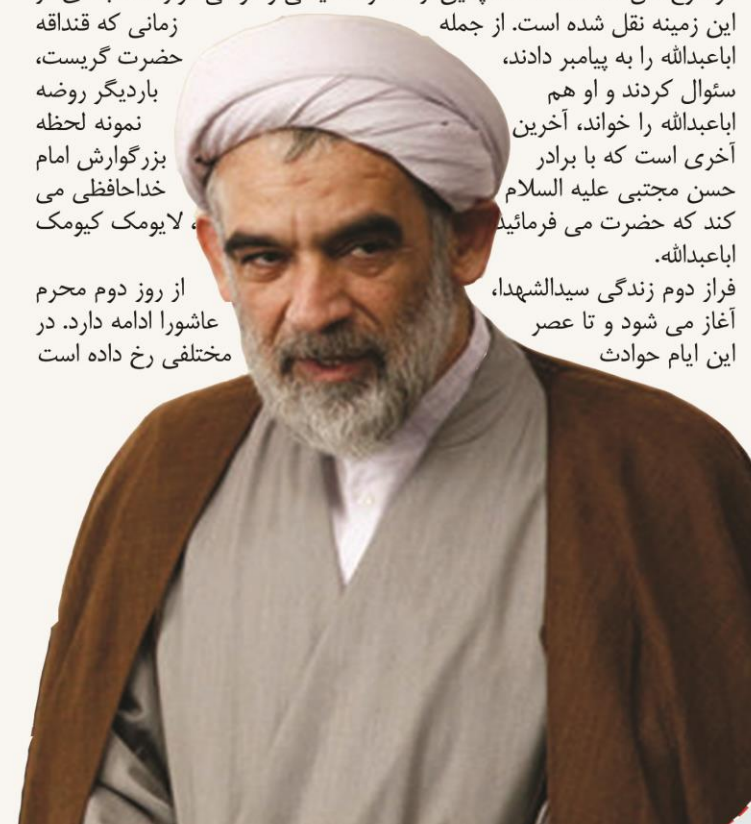 این زمینه نقل شده است. از جمله زمانی که قنداقه
اباعبدالله را به پیامبر دادند، حضرت گریست،
سئوال کردند و او هم باردیگر روضه
اباعبدالله را خواند، آخرین نمونه لحظه
آخری است که با برادر بزرگوارش امام
حسن مجتبی علیه السلام خداحافظی می
کند که حضرت می فرمائید، لایومک کیومک
اباعبدالله.
فراز دوم زندگی سیدالشهدا، از روز دوم محرم
آغاز می شود و تا عصر عاشورا ادامه دارد. در
این ایام حوادث مختلفی رخ داده است